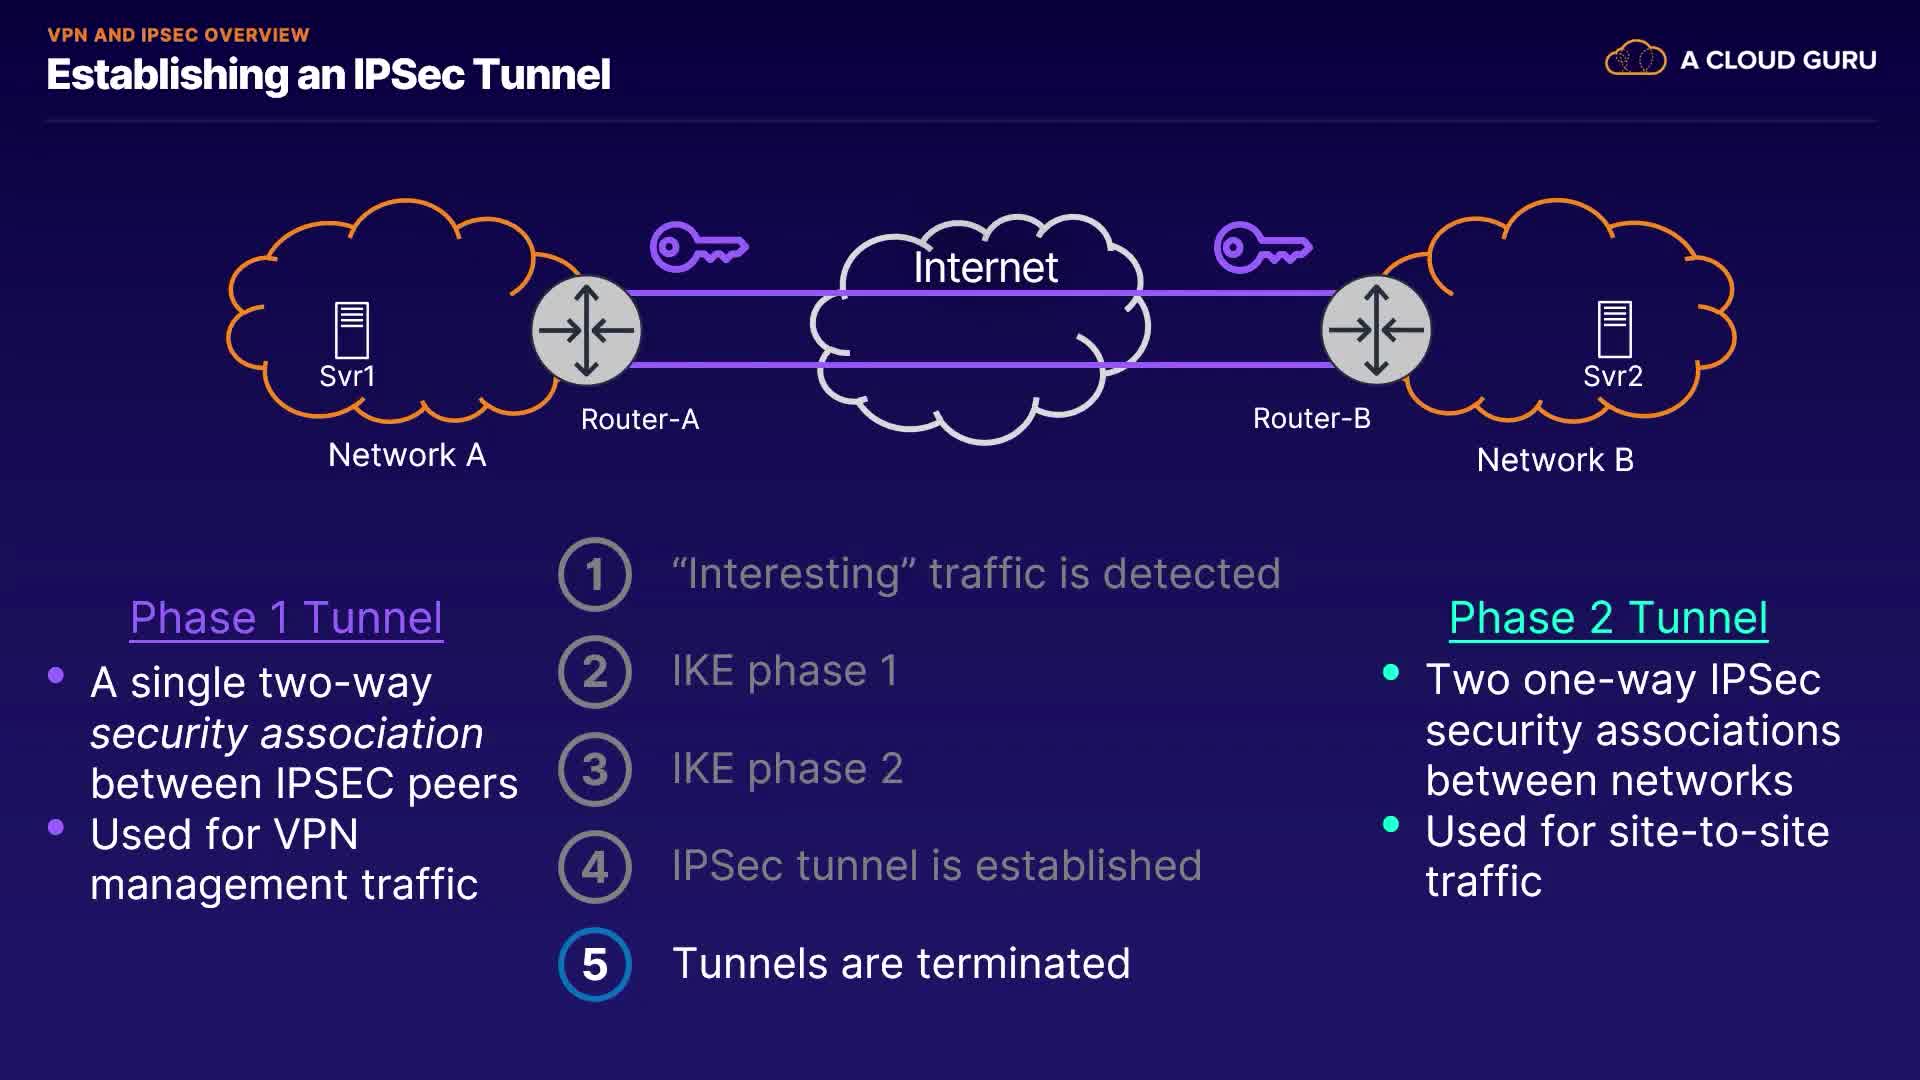 VPN AND IPSEC OVERVIEW
Establishing an IPSec Tunnel
A CLOUD GURU
Internet
Svr1
Svr2
Router-A
Router-B
Network A
Network B
Phase 1 Tunnel
• A single two-way
security association
between IPSEC peers
• Used for VPN
management traffic
1 “Interesting” traffic is detected
2 IKE phase 1
3 IKE phase 2
4 IPSec tunnel is established
5 Tunnels are terminated
Phase 2 Tunnel
• Two one-way IPSec
security associations
between networks
• Used for site-to-site
traffic